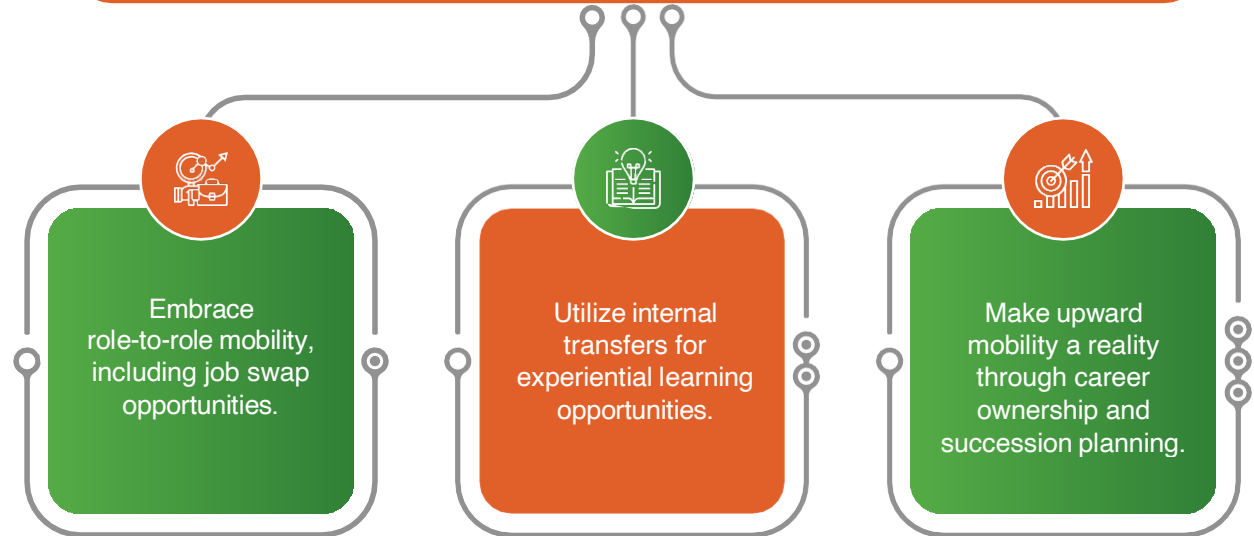 Embrace
role-to-role mobility,
including job swap
opportunities.
Utilize internal
transfers for
experiential learning
opportunities.
Make upward
mobility a reality
through career
ownership and
succession planning.